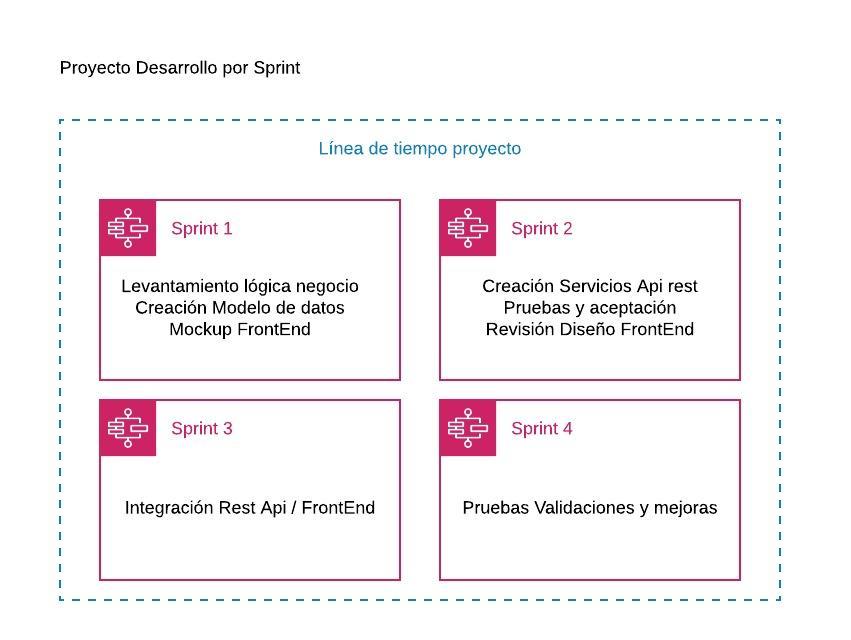 Proyecto Desarrollo por Sprint
Línea de tiempo proyecto
Sprint 1
Levantamiento lógica negocio
Creación Modelo de datos
Mockup FrontEnd
Sprint 2
Creación Servicios Api rest
Pruebas y aceptación
Revisión Diseño FrontEnd
Sprint 3
Integración Rest Api / FrontEnd
Sprint 4
Pruebas Validaciones y mejoras